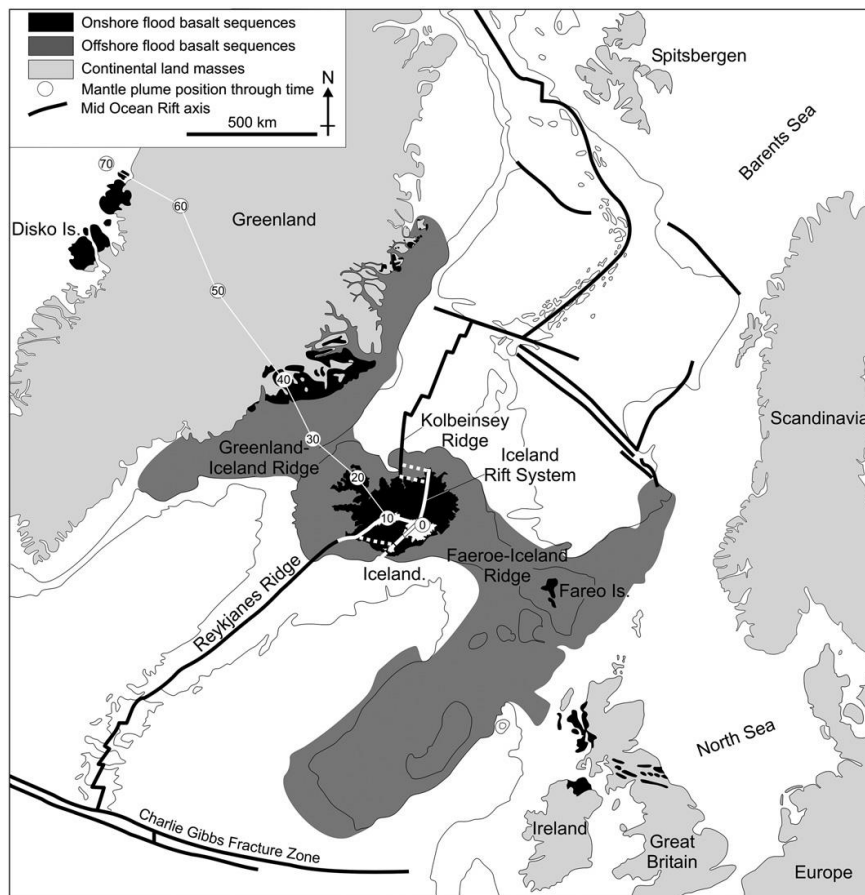 Onshore flood basalt sequences
Offshore flood basalt sequences
Continental land masses
Mantle plume position through time
Mid Ocean Rift axis
N
500 km
Spitsbergen
Barents Sea
70
60
Greenland
Disko Is.
50
40
30
Greenland-
Iceland Ridge
20
10
0
Kolbeinsey
Ridge
Iceland
Rift System
Scandinavia
Faeroe-Iceland
Ridge
Fareo Is.
Iceland.
Reykjanes Ridge
North Sea
Charlie Gibbs Fracture Zone
Ireland
Great
Britain
Europe